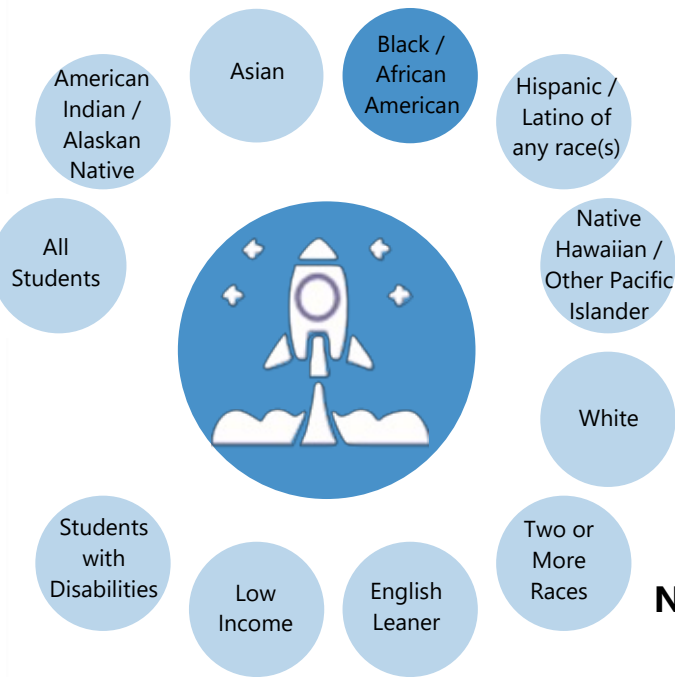 All
Students
American
Indian /
Alaskan
Native
Asian
Black /
African
American
Hispanic /
Latino of
any race(s)
Native
Hawaiian /
Other Pacific
Islander
White
Two or
More
Races
English
Leaner
Low
Income
Students
with
Disabilities
N